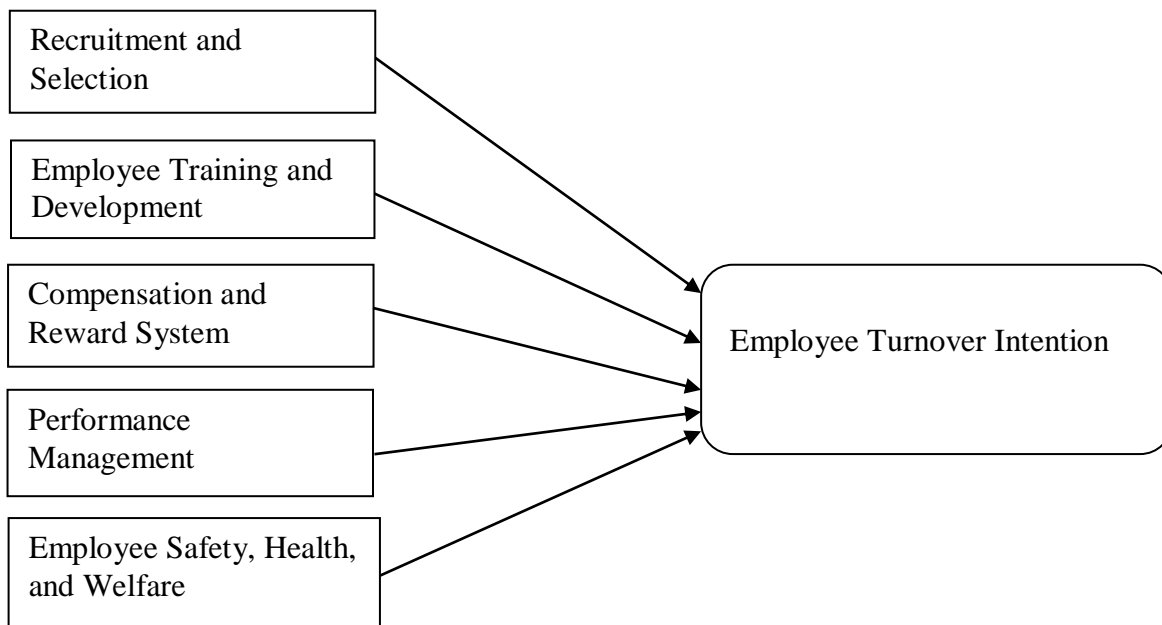 Recruitment and
Selection
Employee Training and
Development
Compensation and
Reward System
Employee Turnover Intention
Performance
Management
Employee Safety, Health,
and Welfare